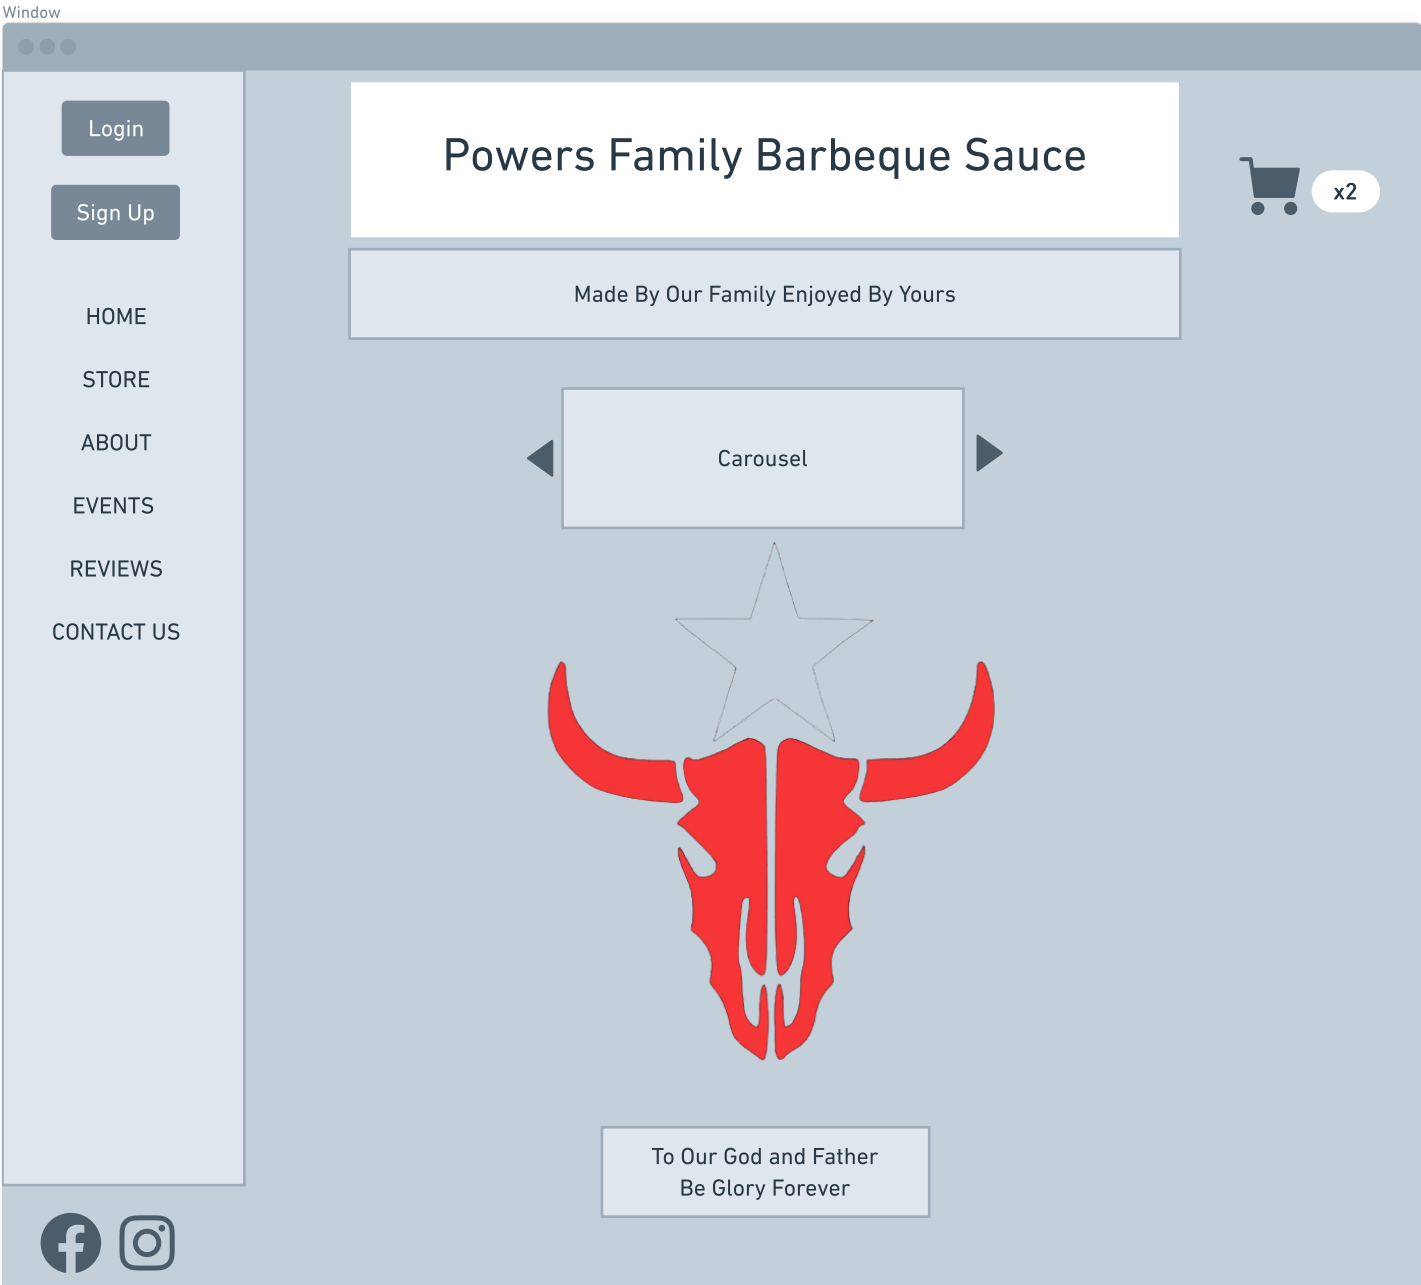 Window
Login
Sign Up
HOME
STORE
ABOUT
EVENTS
REVIEWS
CONTACT US
Powers Family Barbeque Sauce
x2
Made By Our Family Enjoyed By Yours
Carousel
To Our God and Father
Be Glory Forever